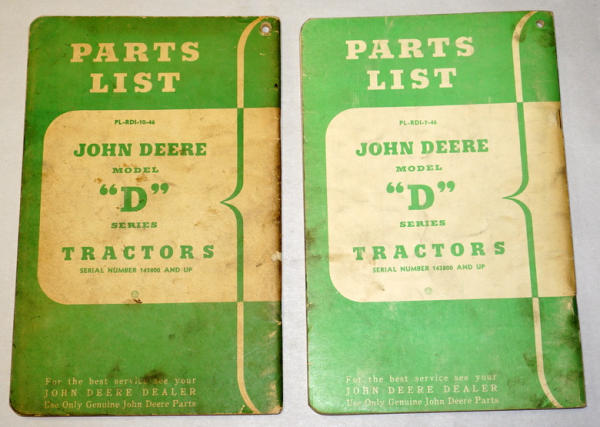 PARTS
LIST
PL-RDI-10-46
JOHN DEERE
MODEL
"D"
SERIES
TRACTORS
SERIAL NUMBER 143800 AND UP
For the best service see your
JOHN DEERE DEALER
Use Only Genuine John Deere Parts
PARTS
LIST
PL-RDI-1-46
JOHN DEERE
MODEL
"D"
SERIES
TRACTORS
SERIAL NUMBER 143800 AND UP
For the best service see your
JOHN DEERE DEALER
Use Only Genuine John Deere Parts